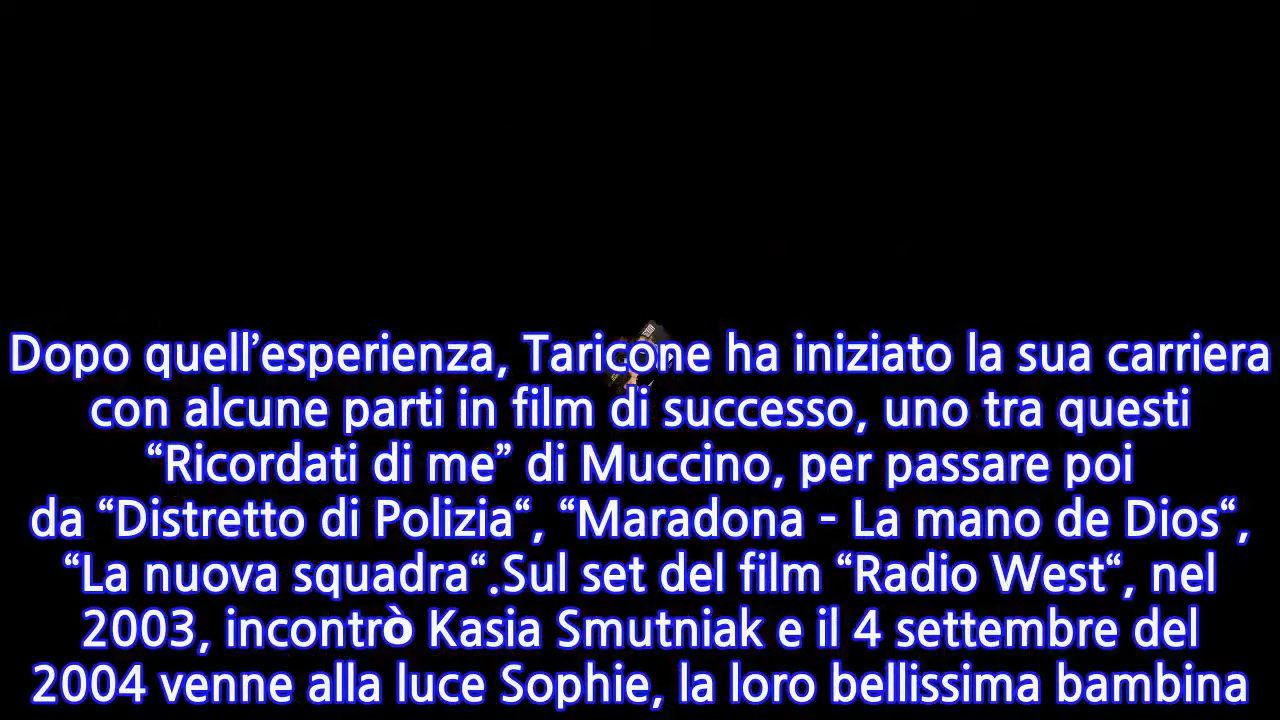 Dopo quell’esperienza, Taricone ha iniziato la sua carriera
con alcune parti in film di successo, uno tra questi
“Ricordati di me” di Muccino, per passare poi
da “Distretto di Polizia“, “Maradona - La mano de Dios“,
“La nuova squadra“.Sul set del film “Radio West“, nel
2003, incontrò Kasia Smutniak e il 4 settembre del
2004 venne alla luce Sophie, la loro bellissima bambina